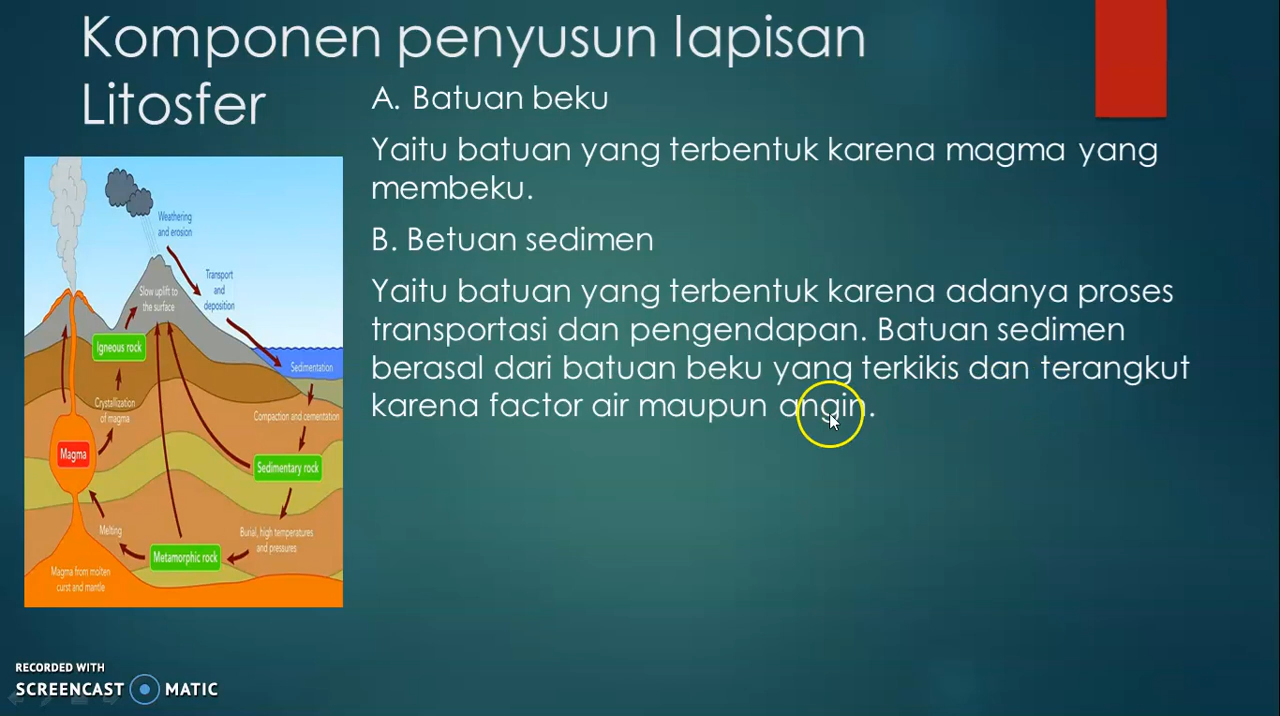 Komponen penyusun lapisan
Litosfer
A. Batuan beku
Yaitu batuan yang terbentuk karena magma yang
membeku.
B. Betuan sedimen
Yaitu batuan yang terbentuk karena adanya proses
transportasi dan pengendapan. Batuan sedimen
berasal dari batuan beku yang terkikis dan terangkut
karena factor air maupun angin.
Weathering
and erosion
Transport
and
deposition
Slow uplift to
the surface
Igneous rock
Sedimentation
Crystallization
of magma
Compaction and cementation
Magma
Sedimentary rock
Melting
Burial, high temperatures
and pressures
Metamorphic rock
Magma from molten
curst and mantle
RECORDED WITH
SCREENCAST MATIC